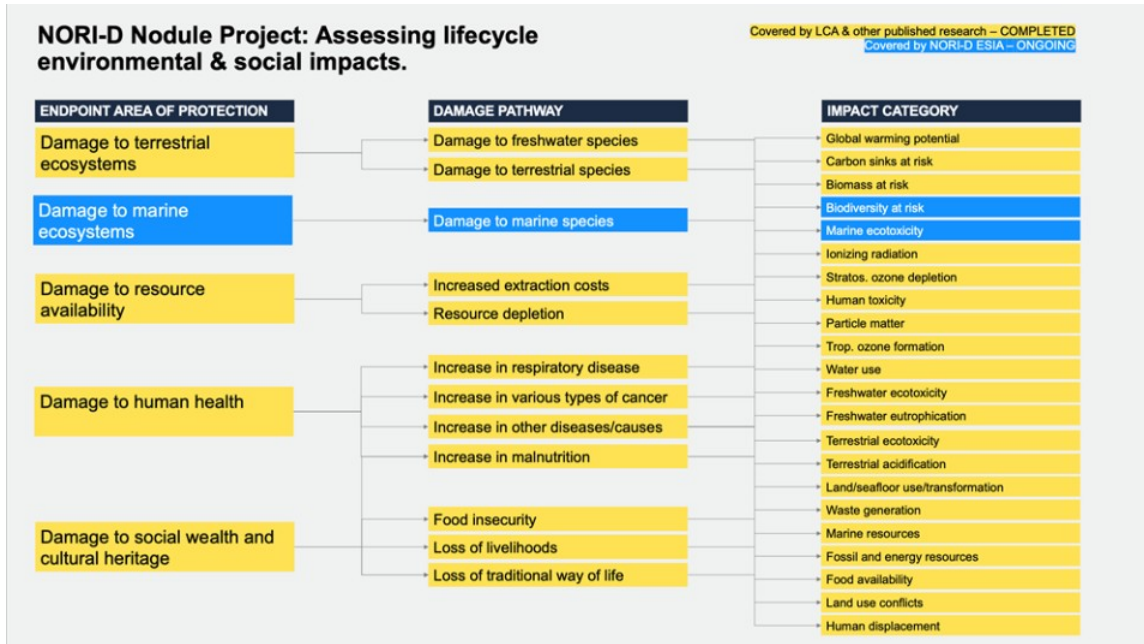 NORI-D Nodule Project: Assessing lifecycle
environmental & social impacts.
Covered by LCA & other published research – COMPLETED
Covered by NORI-D ESIA – ONGOING
ENDPOINT AREA OF PROTECTION
Damage to terrestrial
ecosystems
Damage to marine
ecosystems
Damage to resource
availability
Damage to human health
Damage to social wealth and
cultural heritage
DAMAGE PATHWAY
Damage to freshwater species
Damage to terrestrial species
Damage to marine species
Increased extraction costs
Resource depletion
Increase in respiratory disease
Increase in various types of cancer
Increase in other diseases/causes
Increase in malnutrition
Food insecurity
Loss of livelihoods
Loss of traditional way of life
IMPACT CATEGORY
Global warming potential
Carbon sinks at risk
Biomass at risk
Biodiversity at risk
Marine ecotoxicity
Ionizing radiation
Stratos. ozone depletion
Human toxicity
Particle matter
Trop. ozone formation
Water use
Freshwater ecotoxicity
Freshwater eutrophication
Terrestrial ecotoxicity
Terrestrial acidification
Land/seafloor use/transformation
Waste generation
Marine resources
Fossil and energy resources
Food availability
Land use conflicts
Human displacement